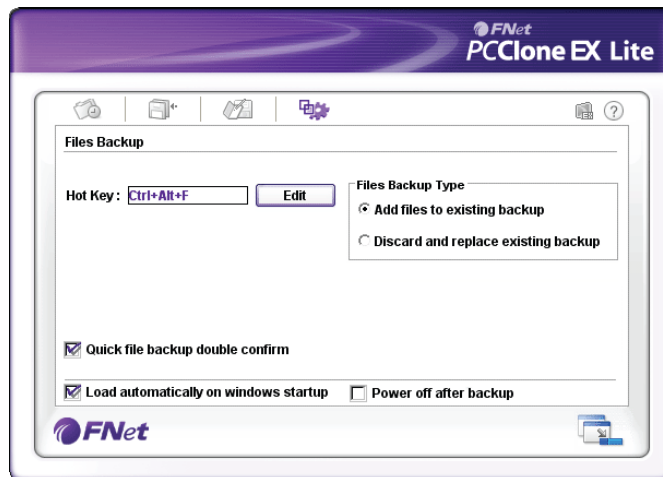 FNet
PCClone EX Lite
?
Files Backup
Hot Key : Ctrl+Alt+F Edit
Files Backup Type
Add files to existing backup
Discard and replace existing backup
Quick file backup double confirm
Load automatically on windows startup Power off after backup
FNet